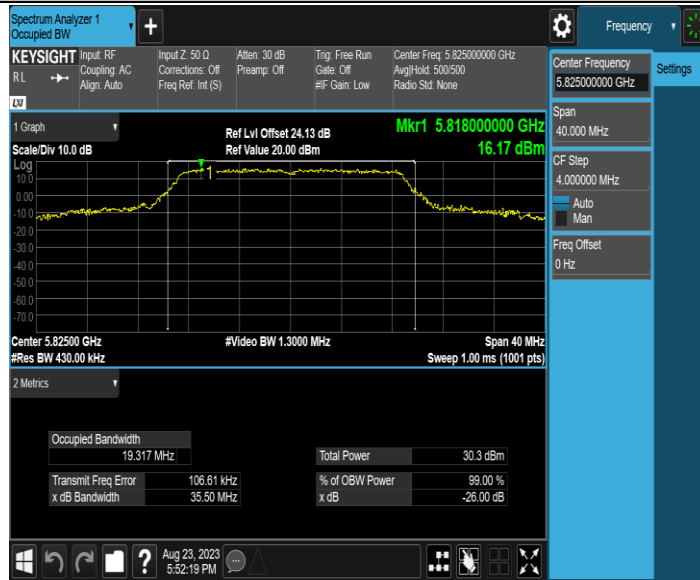 Spectrum Analyzer 1
Occupied BW
+
Frequency
KEYSIGHT
RL
LXI
Input: RF
Coupling: AC
Align: Auto
Input Z: 50 Ω
Corrections: Off
Freq Ref: Int (S)
Atten: 30 dB
Preamp: Off
Trig: Free Run
Gate: Off
#IF Gain: Low
Center Freq: 5.825000000 GHz
Avg|Hold: 500/500
Radio Std: None
Center Frequency
5.825000000 GHz
Settings
Span
40.000 MHz
CF Step
4.000000 MHz
Auto
Man
Freq Offset
0 Hz
1 Graph
Scale/Div 10.0 dB
Ref Lvl Offset 24.13 dB
Ref Value 20.00 dBm
Mkr1 5.818000000 GHz
16.17 dBm
Log
10.0
0.00
-10.0
-20.0
-30.0
-40.0
-50.0
-60.0
-70.0
1
Center 5.82500 GHz
#Res BW 430.00 kHz
#Video BW 1.3000 MHz
Span 40 MHz
Sweep 1.00 ms (1001 pts)
2 Metrics
Occupied Bandwidth
19.317 MHz
Total Power 30.3 dBm
Transmit Freq Error 106.61 kHz
% of OBW Power 99.00 %
x dB Bandwidth 35.50 MHz
x dB -26.00 dB
?
Aug 23, 2023
5:52:19 PM